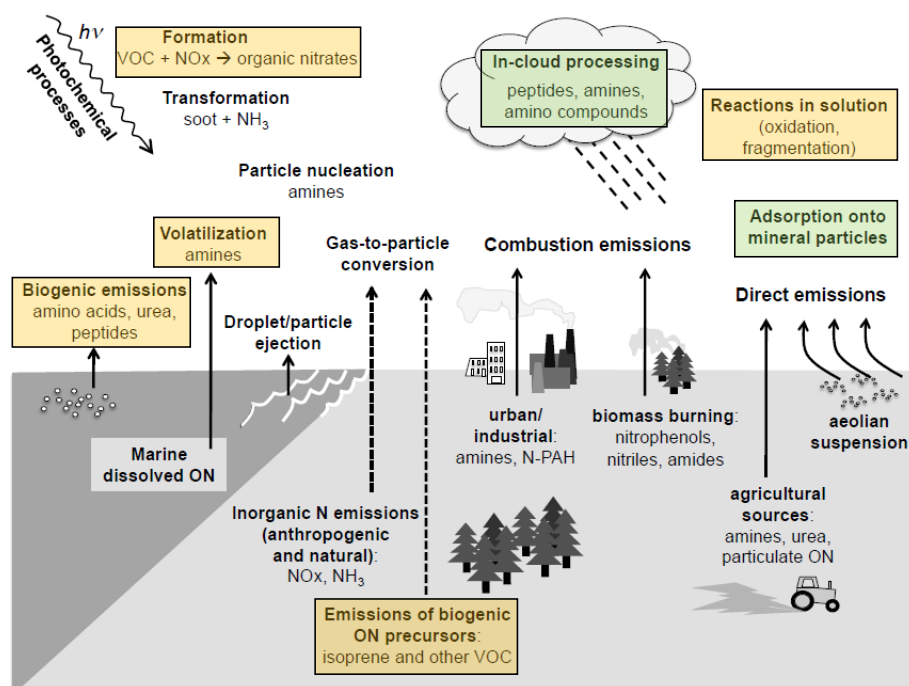 hν
Photochemical
processes
Formation
VOC + NOx → organic nitrates
Transformation
soot + NH₃
In-cloud processing
peptides, amines,
amino compounds
Reactions in solution
(oxidation,
fragmentation)
Particle nucleation
amines
Adsorption onto
mineral particles
Volatilization
amines
Gas-to-particle
conversion
Combustion emissions
Biogenic emissions
amino acids, urea,
peptides
Direct emissions
Droplet/particle
ejection
urban/
industrial:
amines, N-PAH
biomass burning:
nitrophenols,
nitriles, amides
aeolian
suspension
Marine
dissolved ON
Inorganic N emissions
(anthropogenic
and natural):
NOx, NH₃
agricultural
sources:
amines, urea,
particulate ON
Emissions of biogenic
ON precursors:
isoprene and other VOC